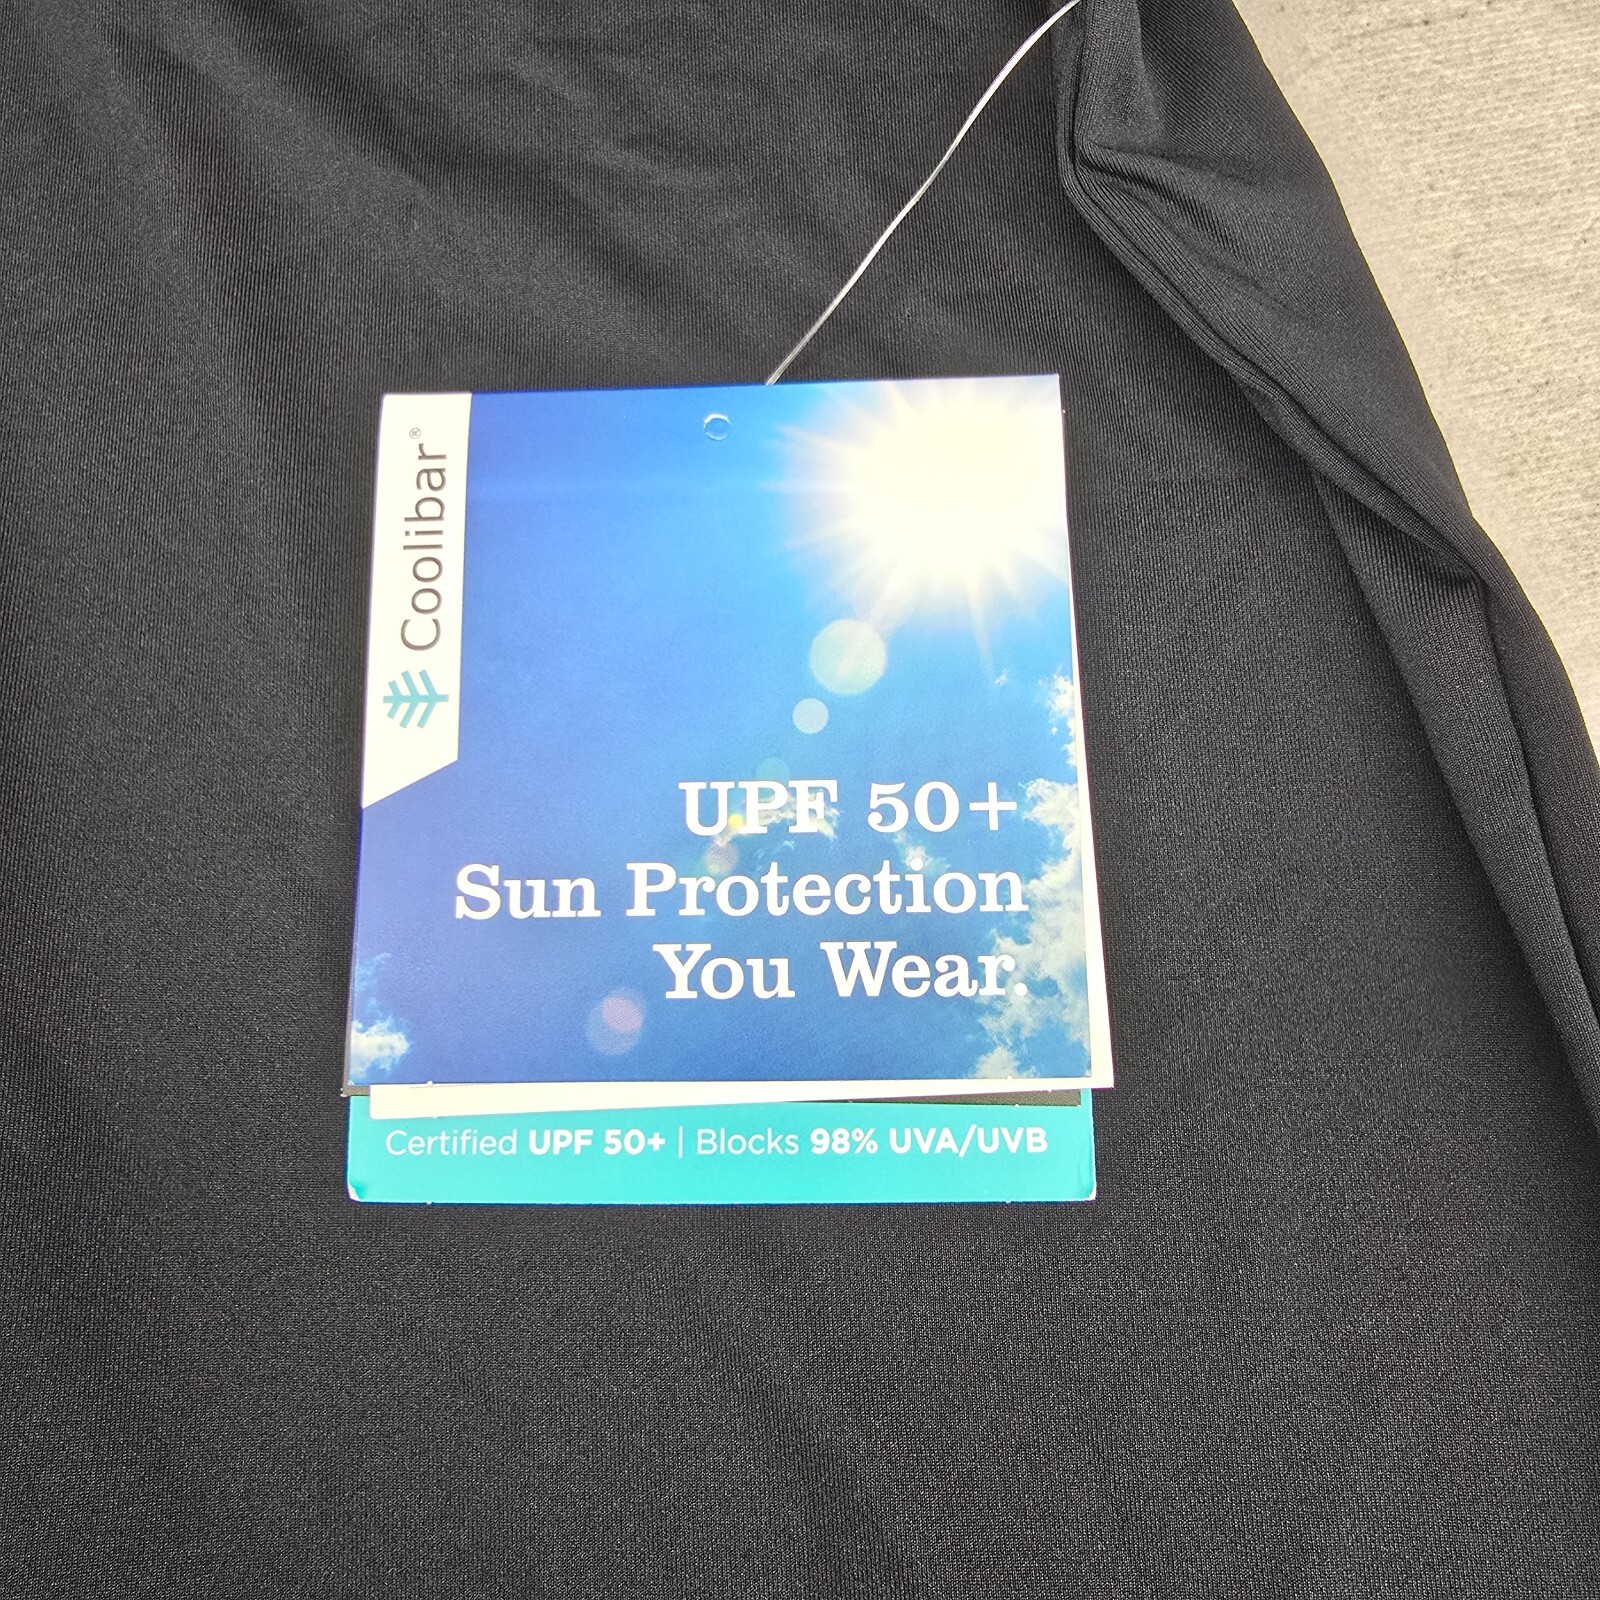 Coolibar®
UPF 50+
Sun Protection
You Wear.
Certified UPF 50+ | Blocks 98% UVA/UVB